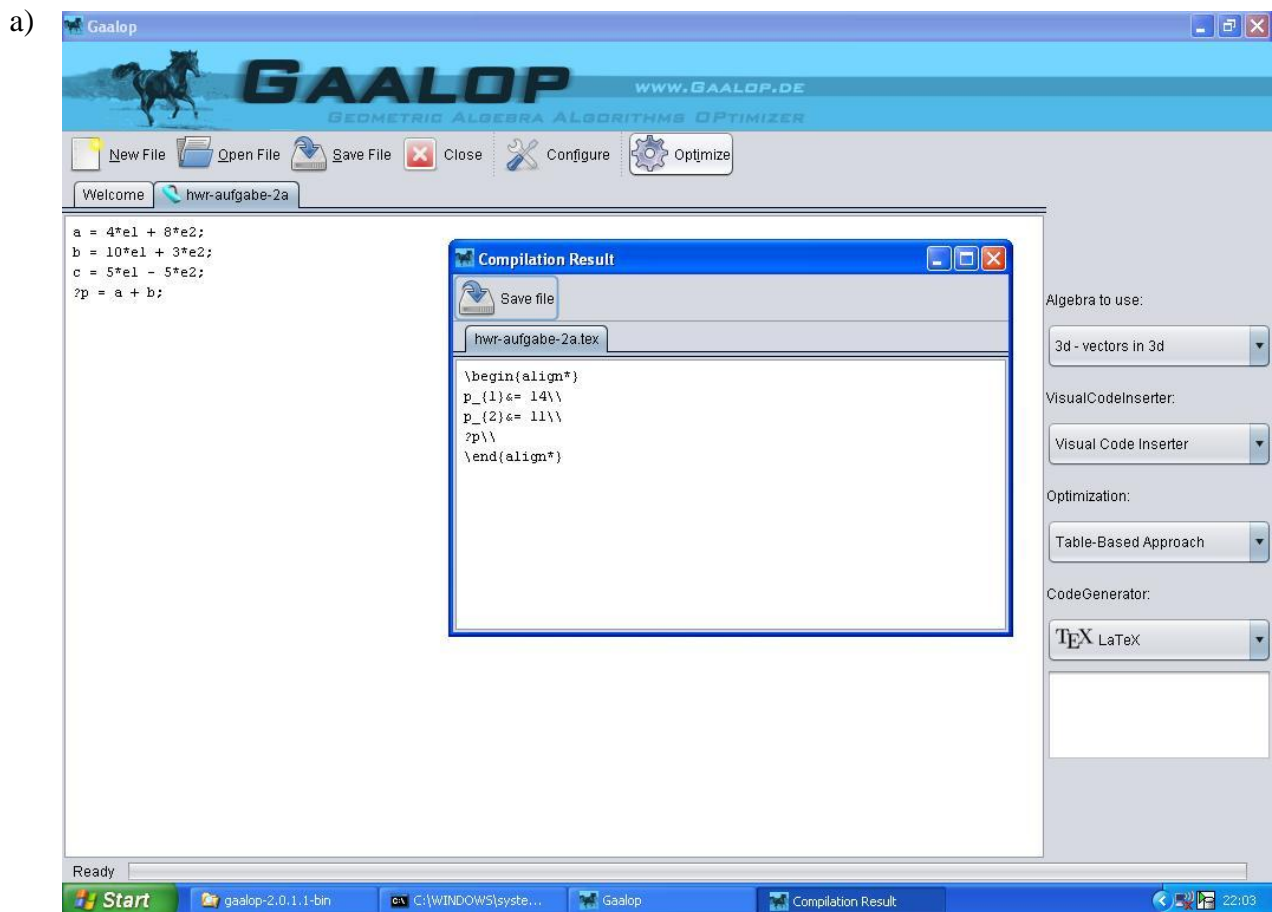 a)
Gaalop
GAALOP
WWW.GAALOP.DE
GEOMETRIC ALGEBRA ALGORITHMS OPTIMIZER
New File Open File Save File Close Configure Optimize
Welcome hwr-aufgabe-2a
a = 4*e1 + 8*e2;
b = 10*e1 + 3*e2;
c = 5*e1 - 5*e2;
?p = a + b;
Compilation Result
Save file
hwr-aufgabe-2a.tex
\begin{align*}
p_{1}&= 14\\
p_{2}&= 11\\
?p\\
\end{align*}
Algebra to use:
3d - vectors in 3d
VisualCodeInserter:
Visual Code Inserter
Optimization:
Table-Based Approach
CodeGenerator:
TEX LaTeX
Ready
Start gaalop-2.0.1.1-bin C:\WINDOWS\syste... Gaalop Compilation Result 22:03